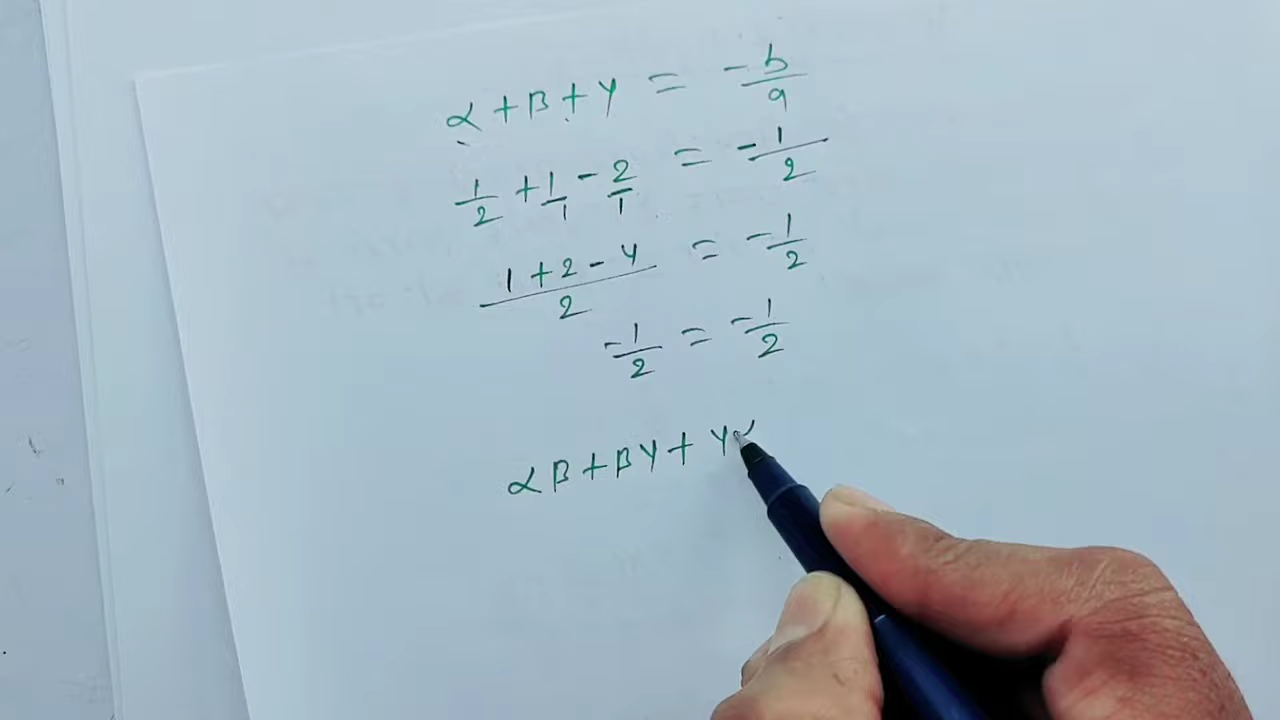 α + β + γ = -b/a
1/2 + 1/1 - 2/1 = -1/2
1 + 2 - 4 / 2 = -1/2
-1/2 = -1/2
αβ + βγ + γα